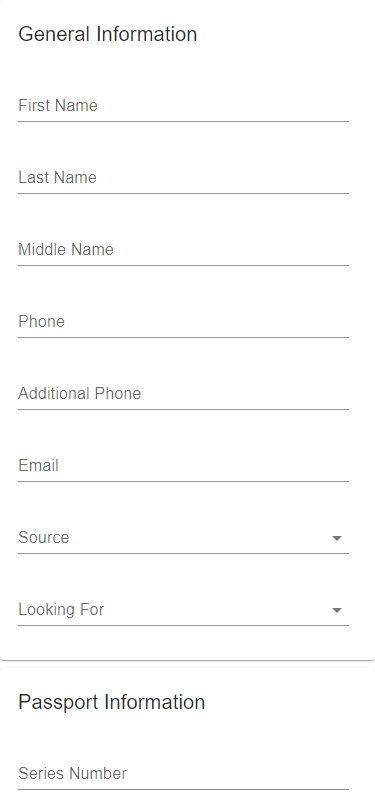 General Information
First Name
Last Name
Middle Name
Phone
Additional Phone
Email
Source
Looking For
Passport Information
Series Number